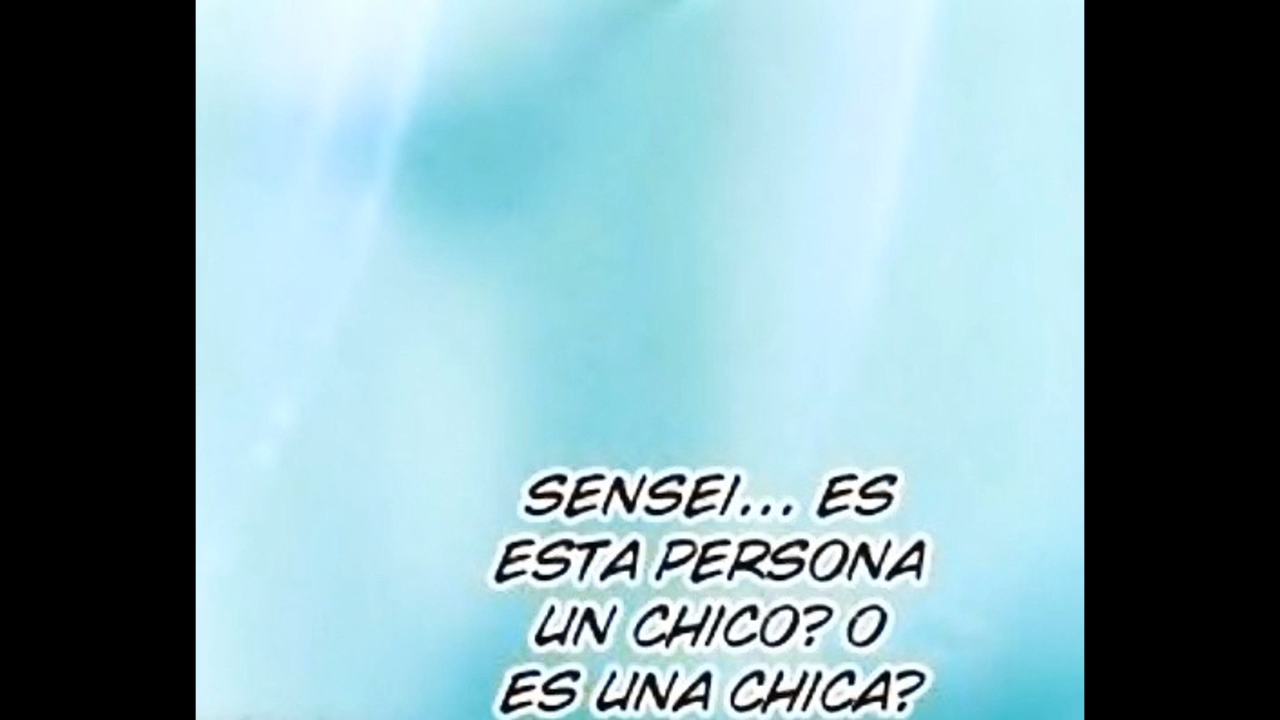 SENSEI... ES
ESTA PERSONA
UN CHICO? O
ES UNA CHICA?